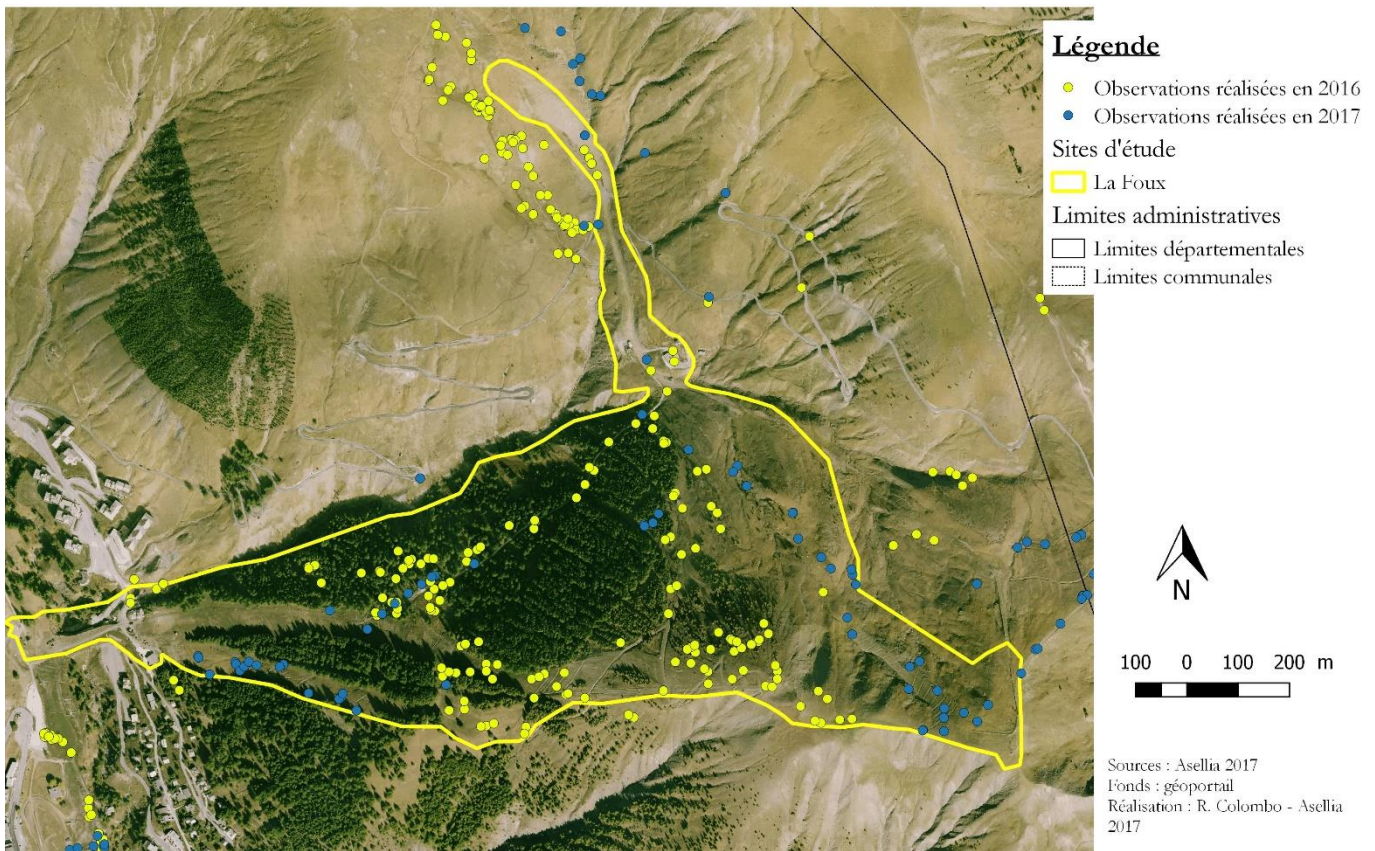 Légende
Observations réalisées en 2016
Observations réalisées en 2017
Sites d'étude
La Foux
Limites administratives
Limites départementales
Limites communales
N
100 0 100 200 m
Sources : Asellia 2017
Fonds : géoportail
Réalisation : R. Colombo - Asellia
2017